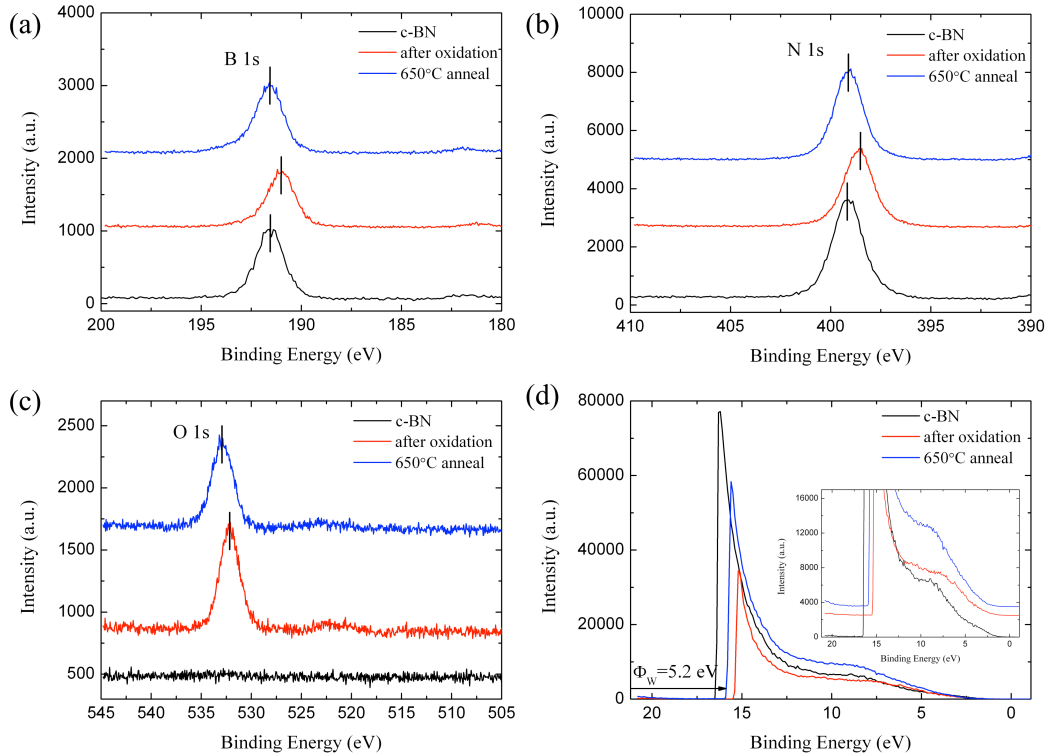 (a)
4000
3000
2000
1000
0
200
195
190
185
180
Intensity (a.u.)
Binding Energy (eV)
B 1s
c-BN
after oxidation
650°C anneal
(b)
10000
8000
6000
4000
2000
0
410
405
400
395
390
Intensity (a.u.)
Binding Energy (eV)
N 1s
c-BN
after oxidation
650°C anneal
(c)
2500
2000
1500
1000
500
545
540
535
530
525
520
515
510
505
Intensity (a.u.)
Binding Energy (eV)
O 1s
c-BN
after oxidation
650°C anneal
(d)
80000
60000
40000
20000
0
20
15
10
5
0
Intensity (a.u.)
Binding Energy (eV)
c-BN
after oxidation
650°C anneal
Φ_W=5.2 eV
16000
12000
8000
4000
0
20
15
10
5
0
Intensity (a.u.)
Binding Energy (eV)